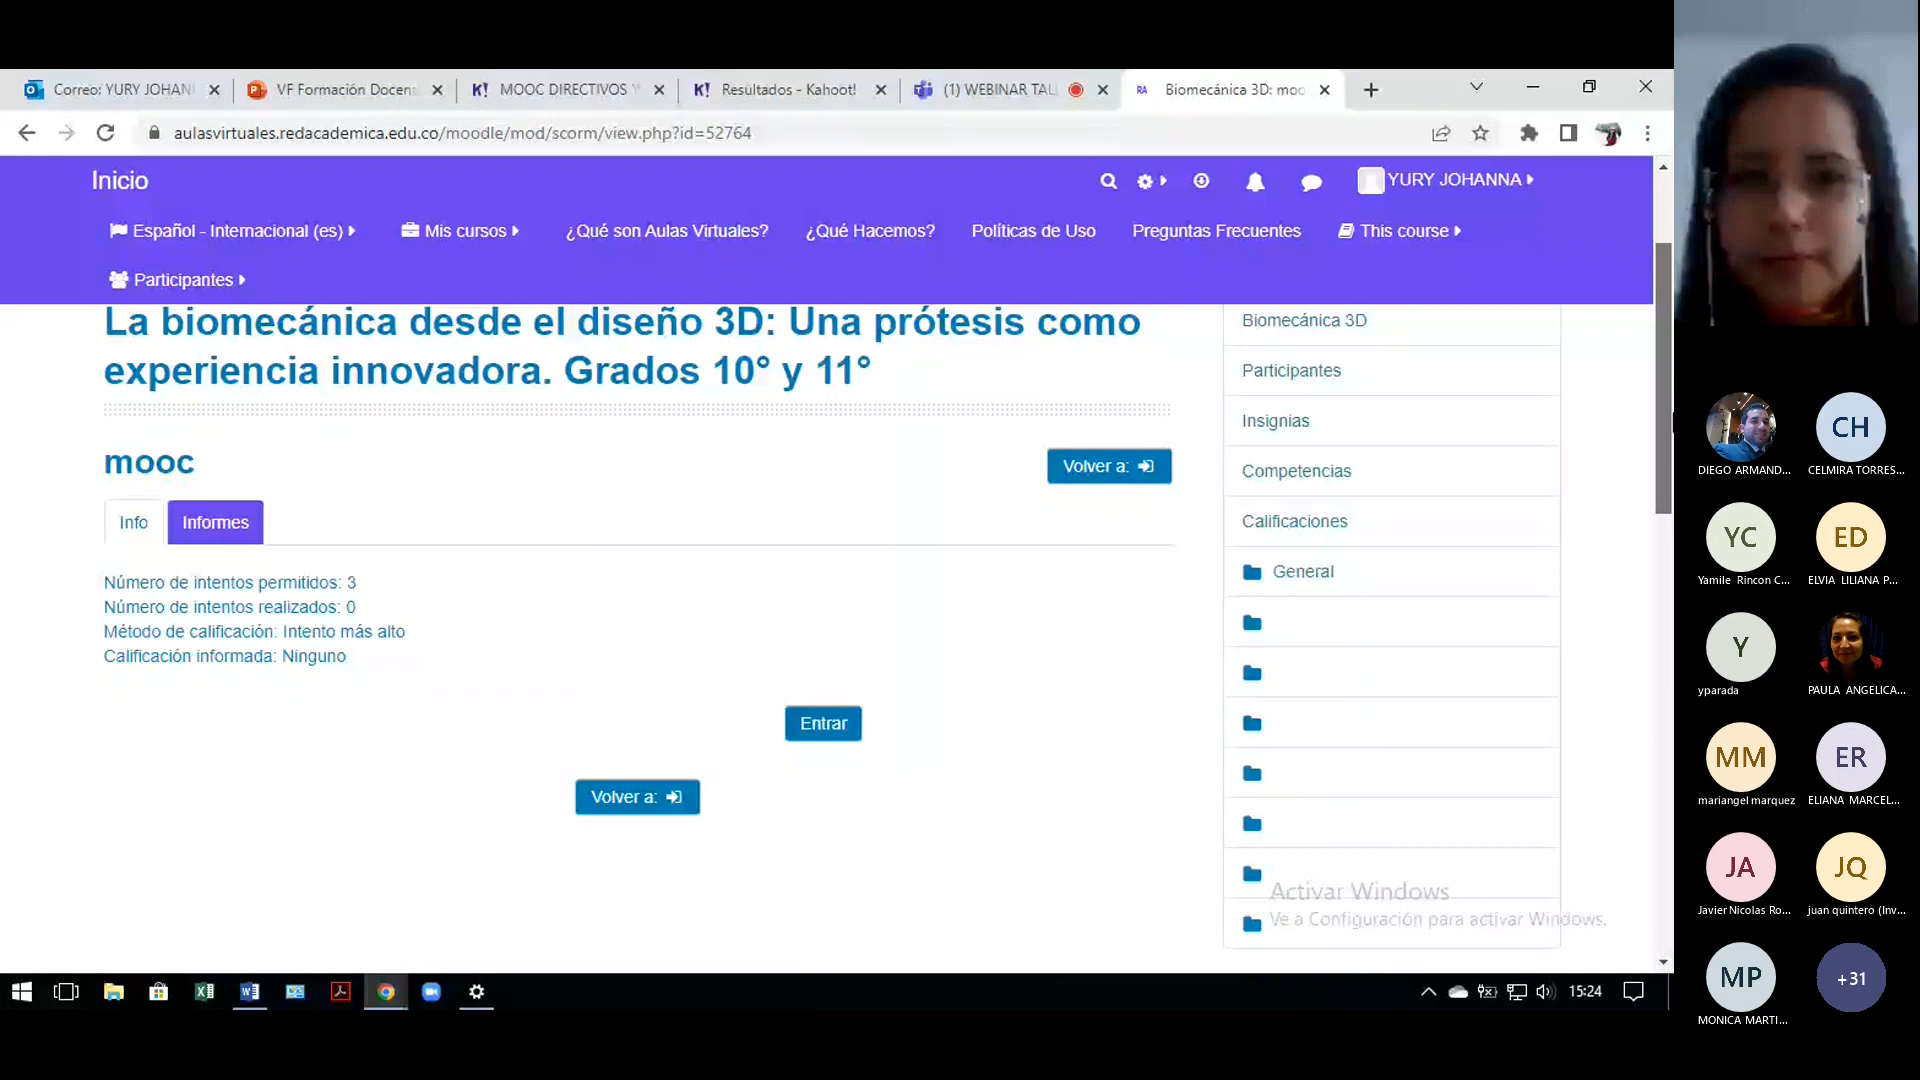 Correo: YURY JOHAN
VF Formación Docen
MOOC DIRECTIVOS Y
Resultados - Kahoot!
(1) WEBINAR TAL
Biomecánica 3D: moo
aulasvirtuales.redacademica.edu.co/moodle/mod/scorm/view.php?id=52764
Inicio
YURY JOHANNA
Español - Internacional (es)
Mis cursos
¿Qué son Aulas Virtuales?
¿Qué Hacemos?
Políticas de Uso
Preguntas Frecuentes
This course
Participantes
La biomecánica desde el diseño 3D: Una prótesis como
experiencia innovadora. Grados 10° y 11°
mooc
Volver a:
Info
Informes
Número de intentos permitidos: 3
Número de intentos realizados: 0
Método de calificación: Intento más alto
Calificación informada: Ninguno
Entrar
Volver a:
Biomecánica 3D
Participantes
Insignias
Competencias
Calificaciones
General
Activar Windows
Ve a Configuración para activar Windows.
15:24
DIEGO ARMAND...
CH
CELMIRA TORRES...
YC
Yamile Rincon C...
ED
ELVIA LILIANA P...
Y
yparada
PAULA ANGELICA...
MM
mariangel marquez
ER
ELIANA MARCEL...
JA
Javier Nicolas Ro...
JQ
juan quintero (Inv...
MP
MONICA MARTI...
+31